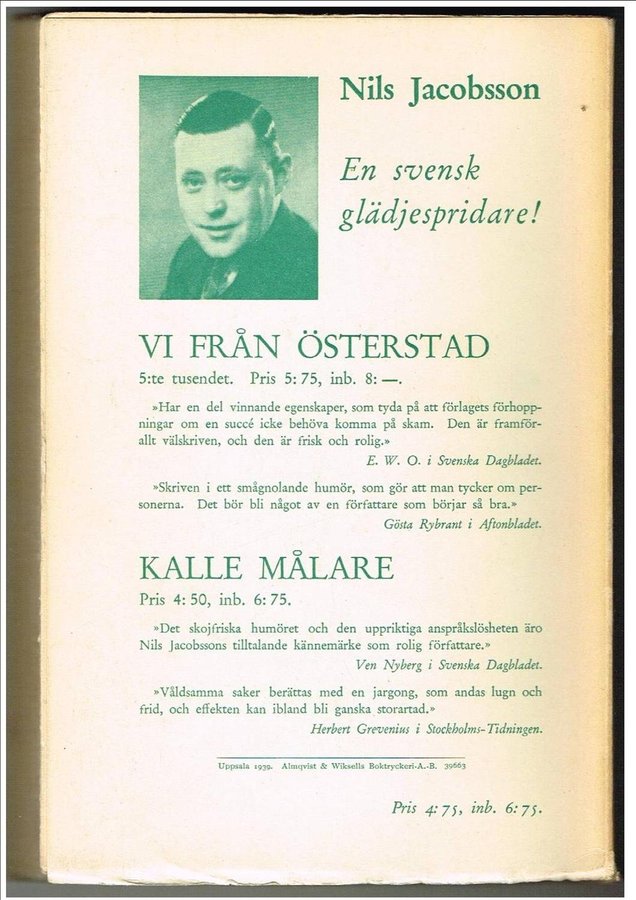 Nils Jacobsson
En svensk
glädjespridare!
VI FRÅN ÖSTERSTAD
5:te tusendet. Pris 5: 75, inb. 8: —.
»Har en del vinnande egenskaper, som tyda på att förlagets förhopp-
ningar om en succé icke behöva komma på skam. Den är framför-
allt välskriven, och den är frisk och rolig.»
E. W. O. i Svenska Dagbladet.
»Skriven i ett smågnolande humör, som gör att man tycker om per-
sonerna. Det bör bli något av en författare som börjar så bra.»
Gösta Rybrant i Aftonbladet.
KALLE MÅLARE
Pris 4: 50, inb. 6: 75.
»Det skojfriska humöret och den uppriktiga anspråkslösheten äro
Nils Jacobssons tilltalande kännemärke som rolig författare.»
Ven Nyberg i Svenska Dagbladet.
»Våldsamma saker berättas med en jargong, som andas lugn och
frid, och effekten kan ibland bli ganska storartad.»
Herbert Grevenius i Stockholms-Tidningen.
Uppsala 1939. Almqvist & Wiksells Boktryckeri-A.-B. 39663
Pris 4: 75, inb. 6: 75.